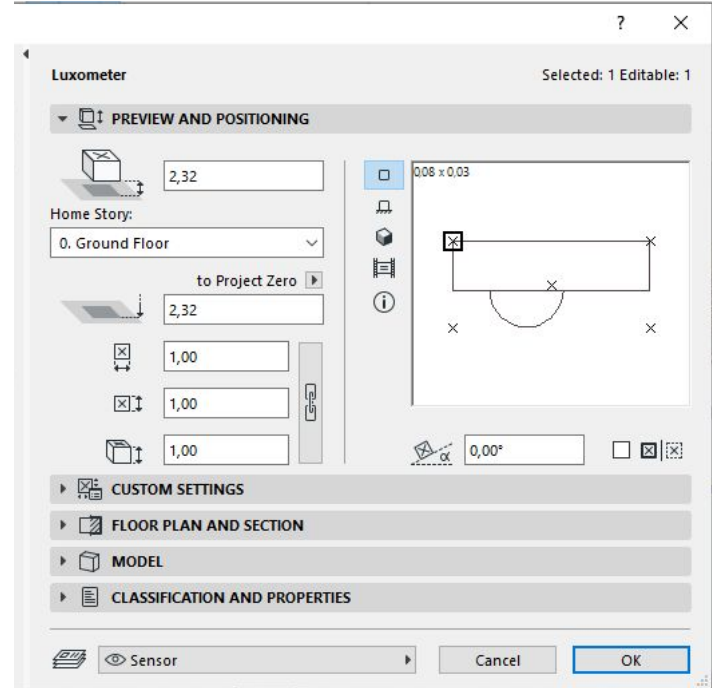 ?
Luxometer Selected: 1 Editable: 1
PREVIEW AND POSITIONING
2,32
0,08 x 0,03
Home Story:
0. Ground Floor
to Project Zero
2,32
1,00
1,00
1,00
α 0,00°
CUSTOM SETTINGS
FLOOR PLAN AND SECTION
MODEL
CLASSIFICATION AND PROPERTIES
Sensor Cancel OK